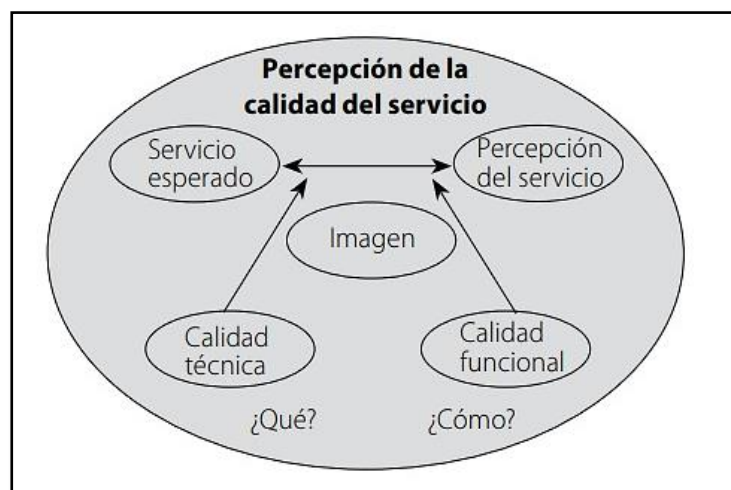 Percepción de la
calidad del servicio
Servicio
esperado
Percepción
del servicio
Imagen
Calidad
técnica
Calidad
funcional
¿Qué?
¿Cómo?